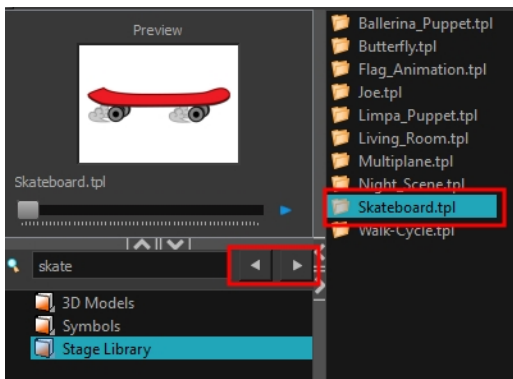 Preview
Skateboard.tpl
skate
3D Models
Symbols
Stage Library
Ballerina_Puppet.tpl
Butterfly.tpl
Flag_Animation.tpl
Joe.tpl
Limpa_Puppet.tpl
Living_Room.tpl
Multiplane.tpl
Night_Scene.tpl
Skateboard.tpl
Walk-Cycle.tpl